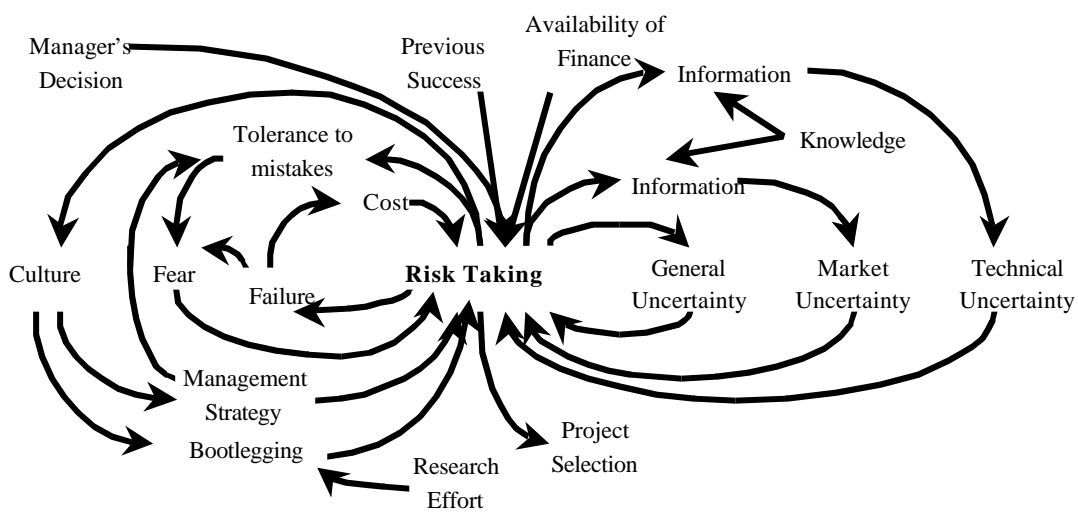 Manager's
Decision
Previous
Success
Availability of
Finance
Information
Knowledge
Tolerance to
mistakes
Information
Cost
Culture
Fear
Failure
Risk Taking
General
Uncertainty
Market
Uncertainty
Technical
Uncertainty
Management
Strategy
Bootlegging
Research
Effort
Project
Selection